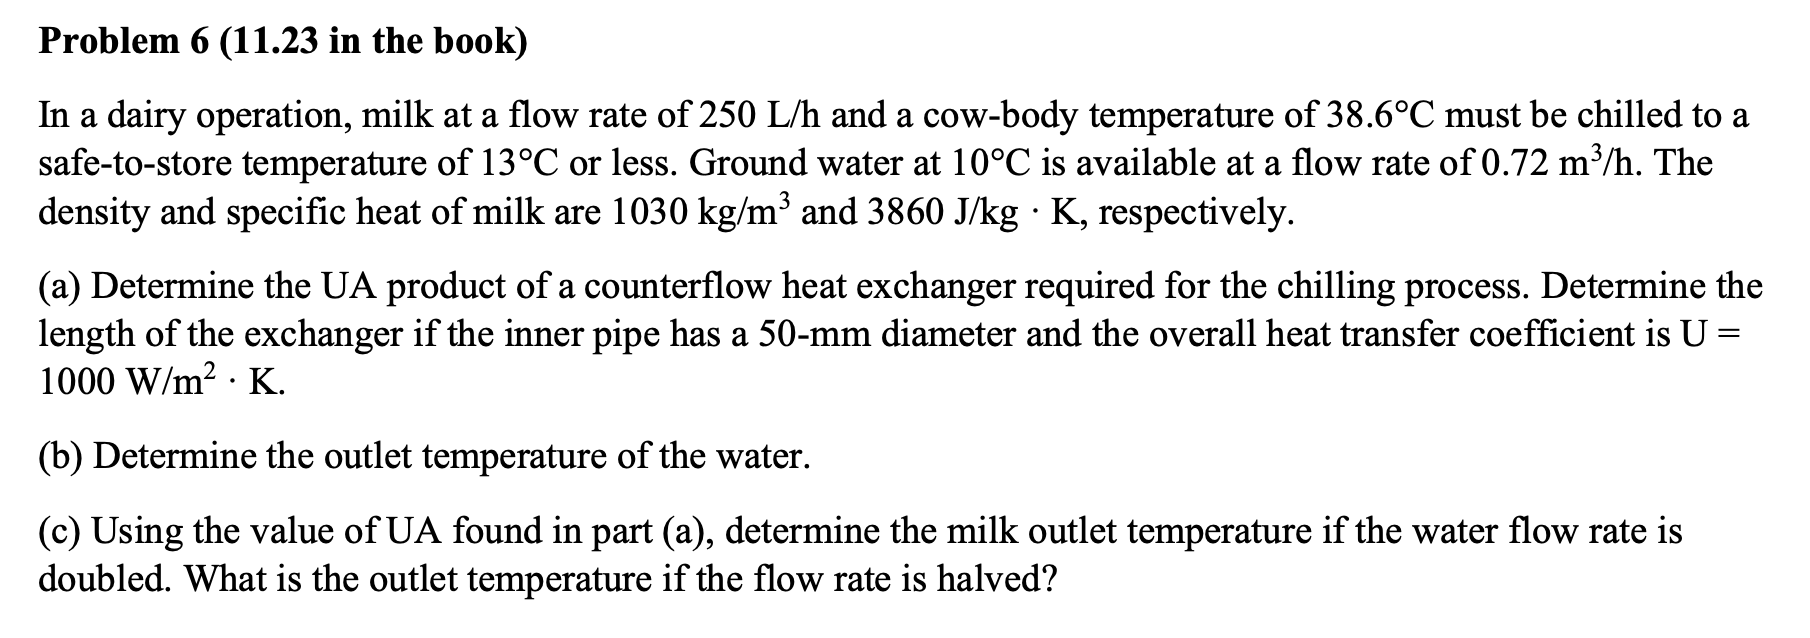 Problem 6 (11.23 in the book)
In a dairy operation, milk at a flow rate of 250 L/h and a cow-body temperature of 38.6°C must be chilled to a
safe-to-store temperature of 13°C or less. Ground water at 10°C is available at a flow rate of 0.72 m³/h. The
density and specific heat of milk are 1030 kg/m³ and 3860 J/kg · K, respectively.
(a) Determine the UA product of a counterflow heat exchanger required for the chilling process. Determine the
length of the exchanger if the inner pipe has a 50-mm diameter and the overall heat transfer coefficient is U =
1000 W/m² · K.
(b) Determine the outlet temperature of the water.
(c) Using the value of UA found in part (a), determine the milk outlet temperature if the water flow rate is
doubled. What is the outlet temperature if the flow rate is halved?